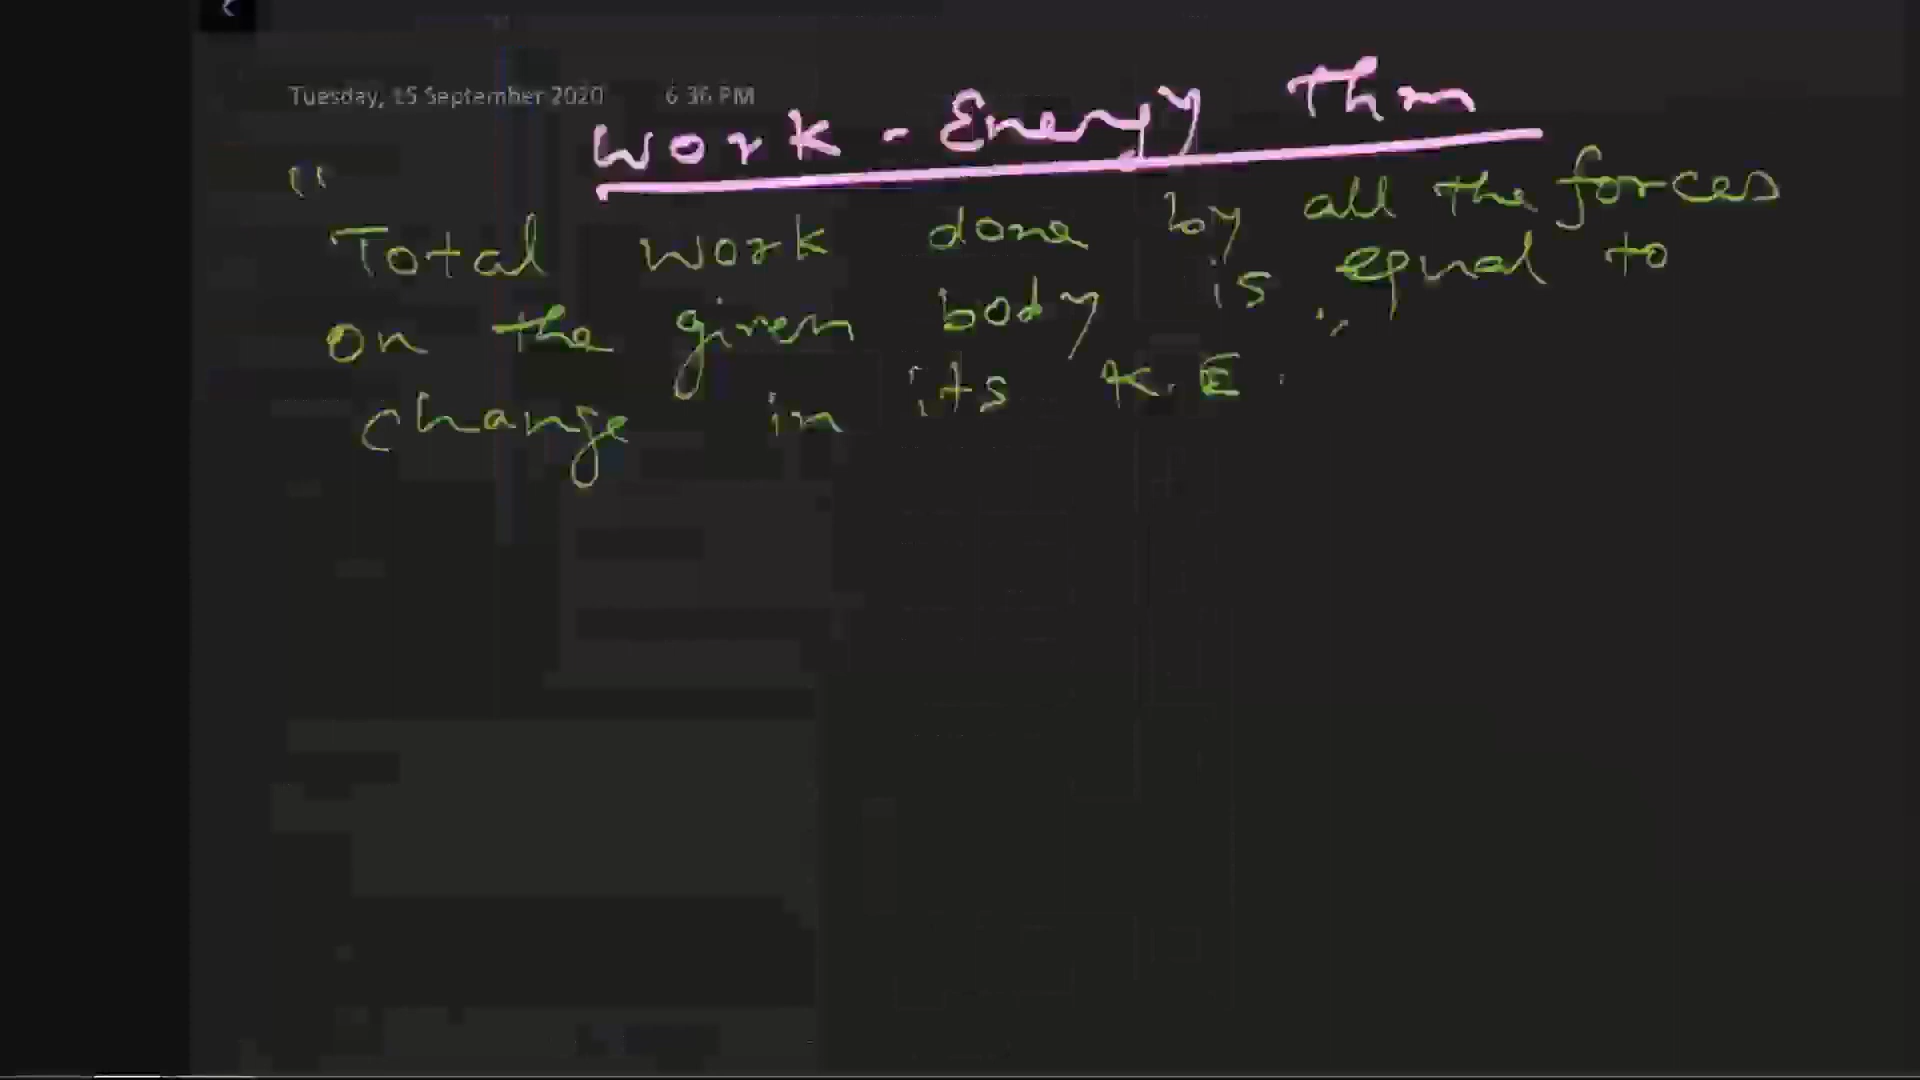 Tuesday, 15 September 2020 6:36 PM
Work - Energy Thm
"Total work done by all the forces
on the given body is equal to
change in its K.E."